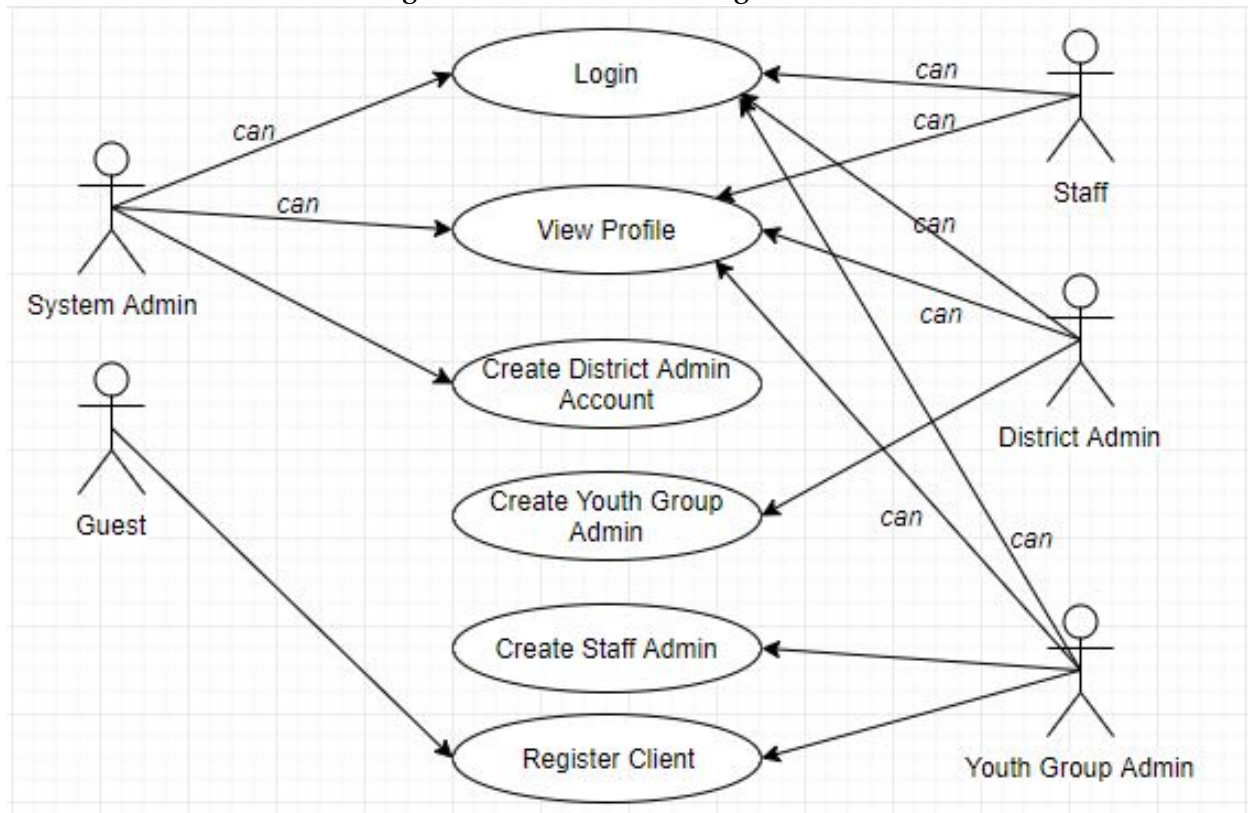 Login
can
can
can
Staff
can
can
View Profile
can
System Admin
can
Create District Admin
Account
District Admin
Create Youth Group
Admin
Guest
can
can
Create Staff Admin
Register Client
Youth Group Admin